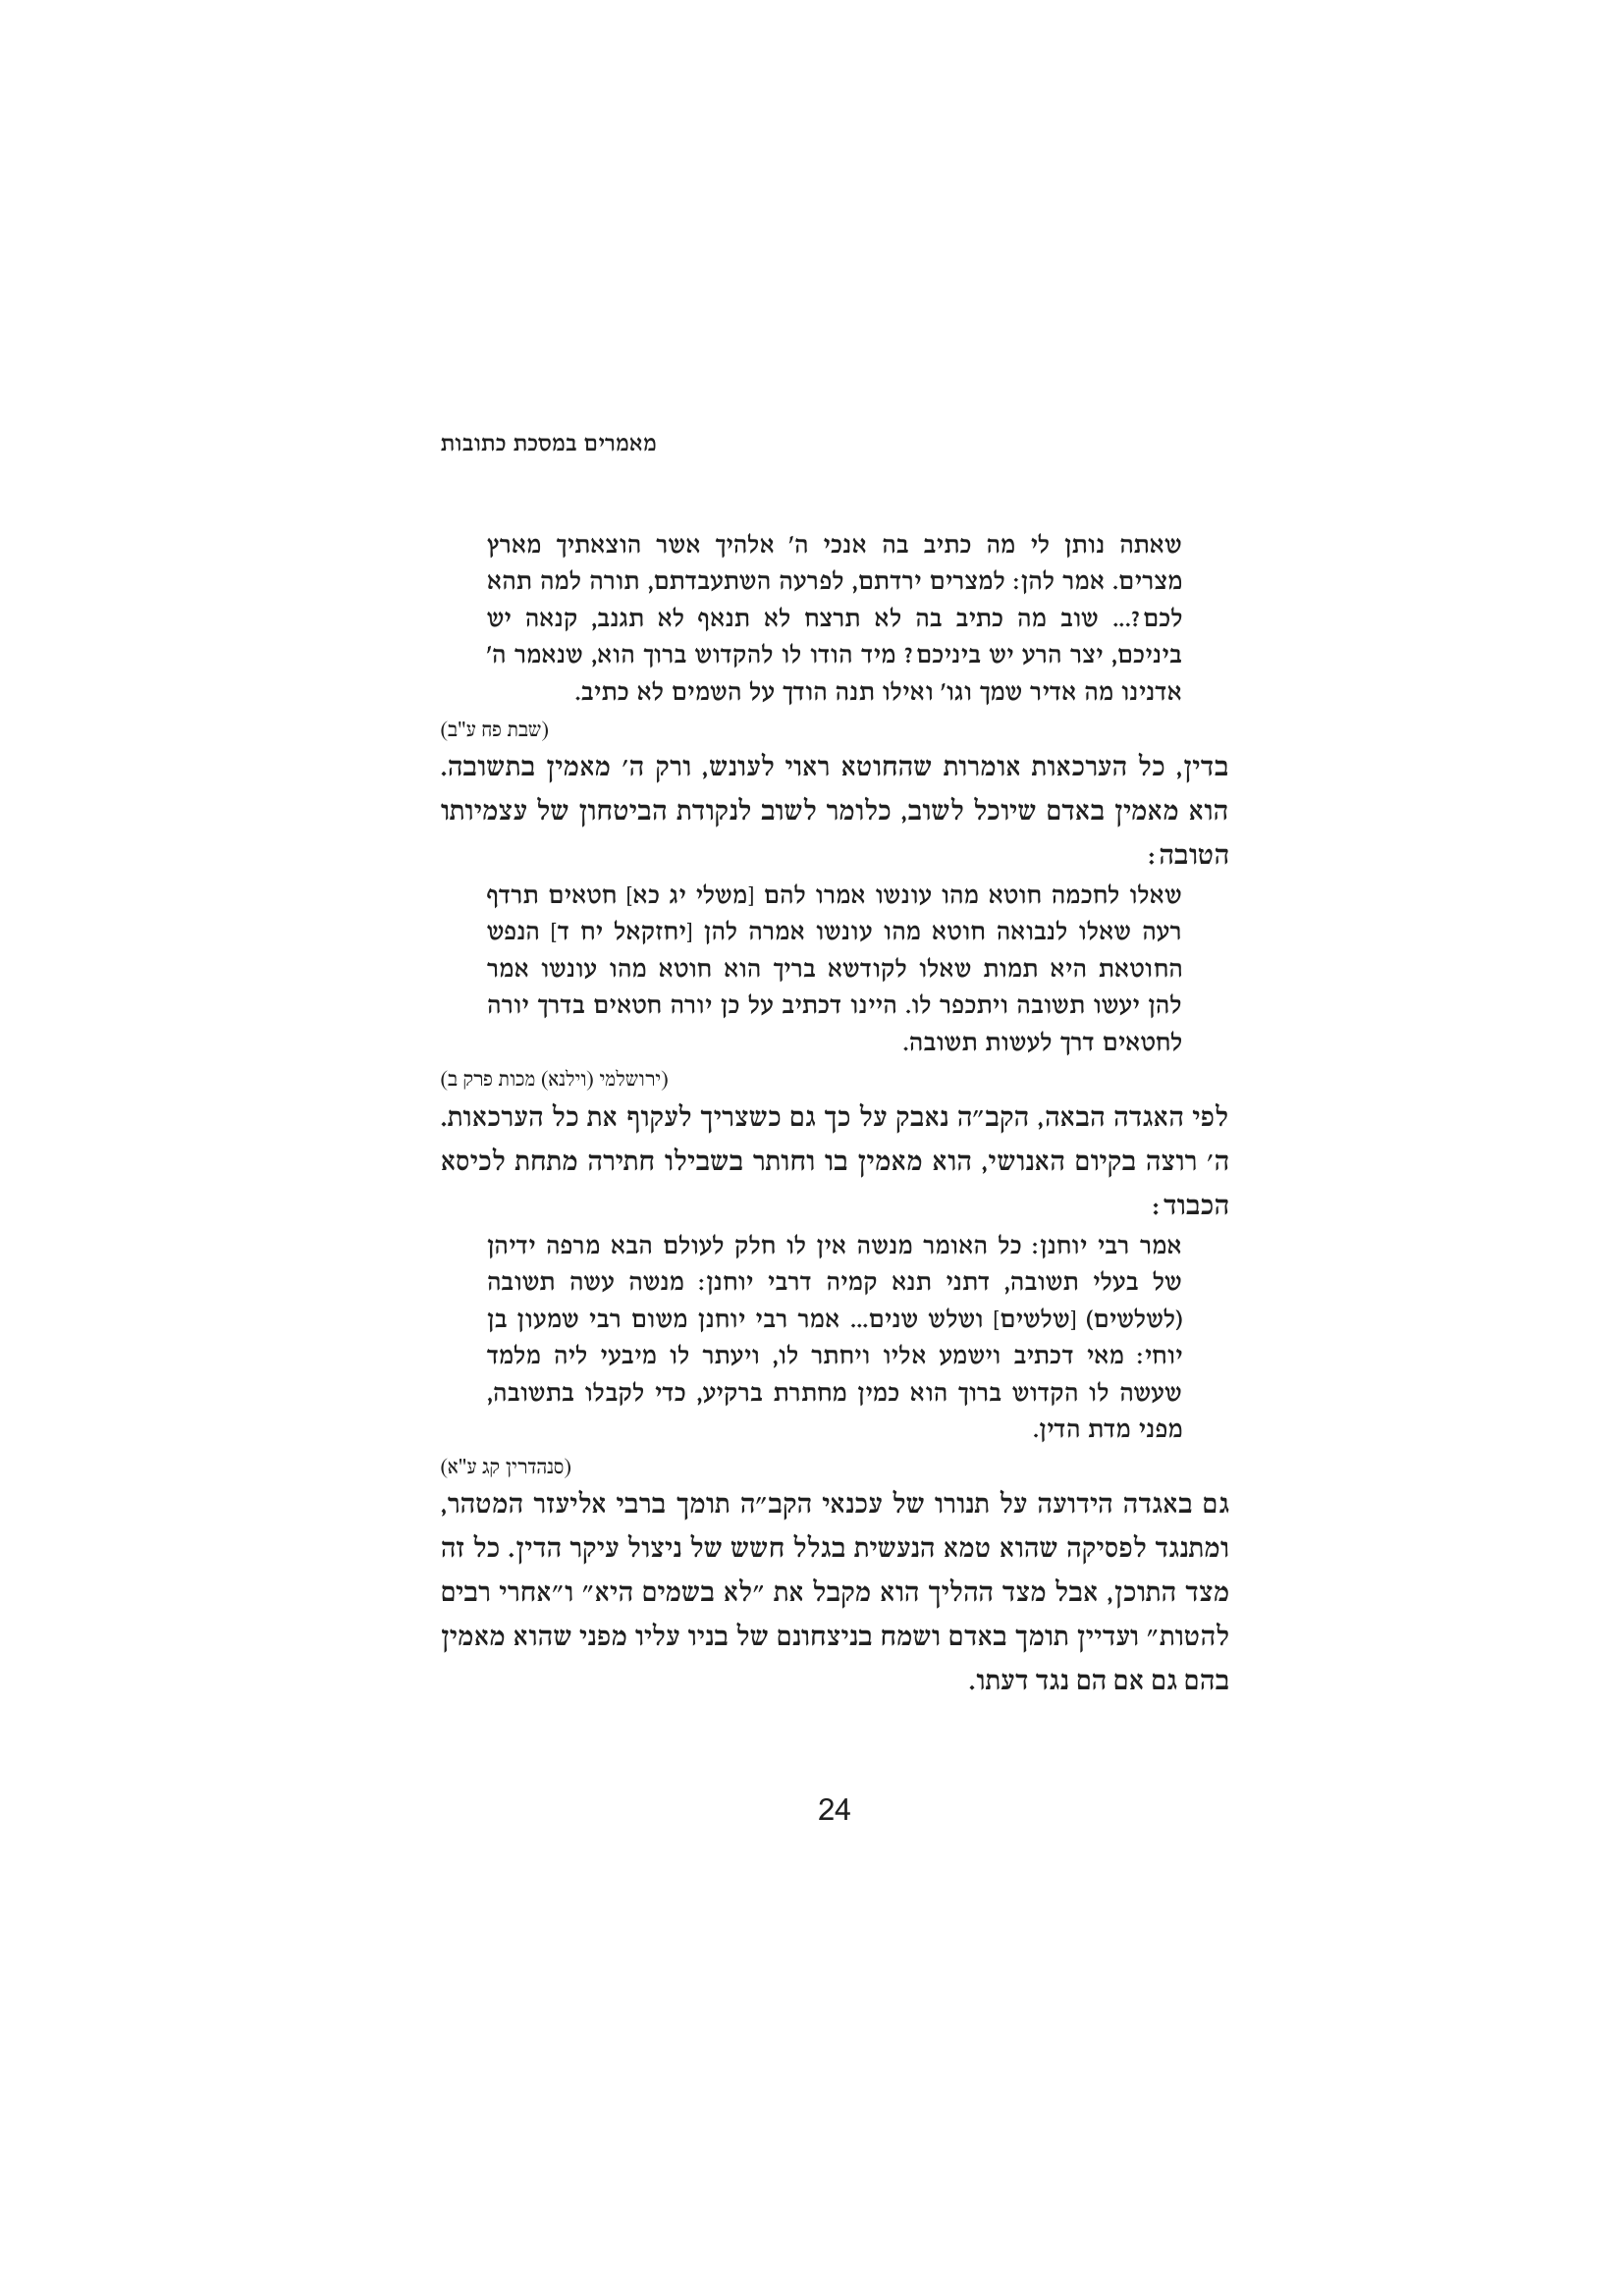 מאמרים במסכת כתובות
שאתה נותן לי מה כתיב בה אנכי ה' אלהיך אשר הוצאתיך מארץ
מצרים. אמר להן: למצרים ירדתם, לפרעה השתעבדתם, תורה למה תהא
לכם?... שוב מה כתיב בה לא תרצח לא תנאף לא תגנב, קנאה יש
ביניכם, יצר הרע יש ביניכם? מיד הודו לו להקדוש ברוך הוא, שנאמר ה'
אדנינו מה אדיר שמך וגו' ואילו תנה הודך על השמים לא כתיב.
(שבת פח ע"ב)
בדין, כל הערכאות אומרות שהחוטא ראוי לעונש, ורק ה׳ מאמין בתשובה.
הוא מאמין באדם שיוכל לשוב, כלומר לשוב לנקודת הביטחון של עצמיותו
הטובה:
שאלו לחכמה חוטא מהו עונשו אמרו להם [משלי יג כא] חטאים תרדף
רעה שאלו לנבואה חוטא מהו עונשו אמרה להן [יחזקאל יח ד] הנפש
החוטאת היא תמות שאלו לקודשא בריך הוא חוטא מהו עונשו אמר
להן יעשו תשובה ויתכפר לו. היינו דכתיב על כן יורה חטאים בדרך יורה
לחטאים דרך לעשות תשובה.
(ירושלמי (וילנא) מכות פרק ב)
לפי האגדה הבאה, הקב״ה נאבק על כך גם כשצריך לעקוף את כל הערכאות.
ה׳ רוצה בקיום האנושי, הוא מאמין בו וחותר בשבילו חתירה מתחת לכיסא
הכבוד:
אמר רבי יוחנן: כל האומר מנשה אין לו חלק לעולם הבא מרפה ידיהן
של בעלי תשובה, דתני תנא קמיה דרבי יוחנן: מנשה עשה תשובה
(לשלשים) [שלשים] ושלש שנים... אמר רבי יוחנן משום רבי שמעון בן
יוחי: מאי דכתיב וישמע אליו ויחתר לו, ויעתר לו מיבעי ליה מלמד
שעשה לו הקדוש ברוך הוא כמין מחתרת ברקיע, כדי לקבלו בתשובה,
מפני מדת הדין.
(סנהדרין קג ע"א)
גם באגדה הידועה על תנורו של עכנאי הקב״ה תומך ברבי אליעזר המטהר,
ומתנגד לפסיקה שהוא טמא הנעשית בגלל חשש של ניצול עיקר הדין. כל זה
מצד התוכן, אבל מצד ההליך הוא מקבל את ״לא בשמים היא״ ו״אחרי רבים
להטות״ ועדיין תומך באדם ושמח בניצחונם של בניו עליו מפני שהוא מאמין
בהם גם אם הם נגד דעתו.
24